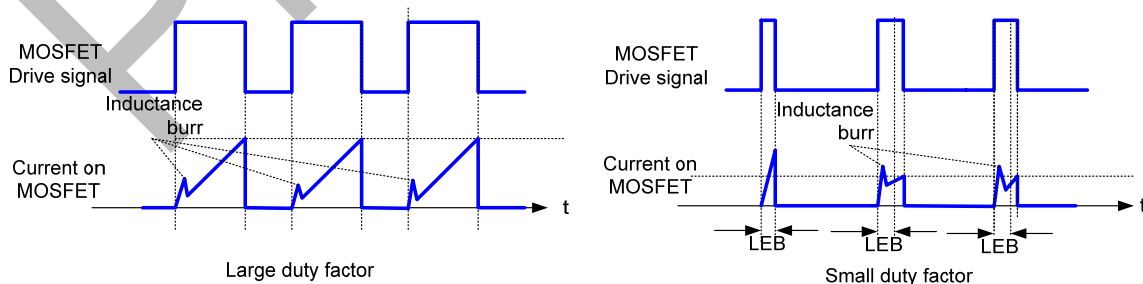 MOSFET
Drive signal
Inductance
burr
Current on
MOSFET
t
Large duty factor
MOSFET
Drive signal
Inductance
burr
Current on
MOSFET
t
LEB
LEB
LEB
Small duty factor